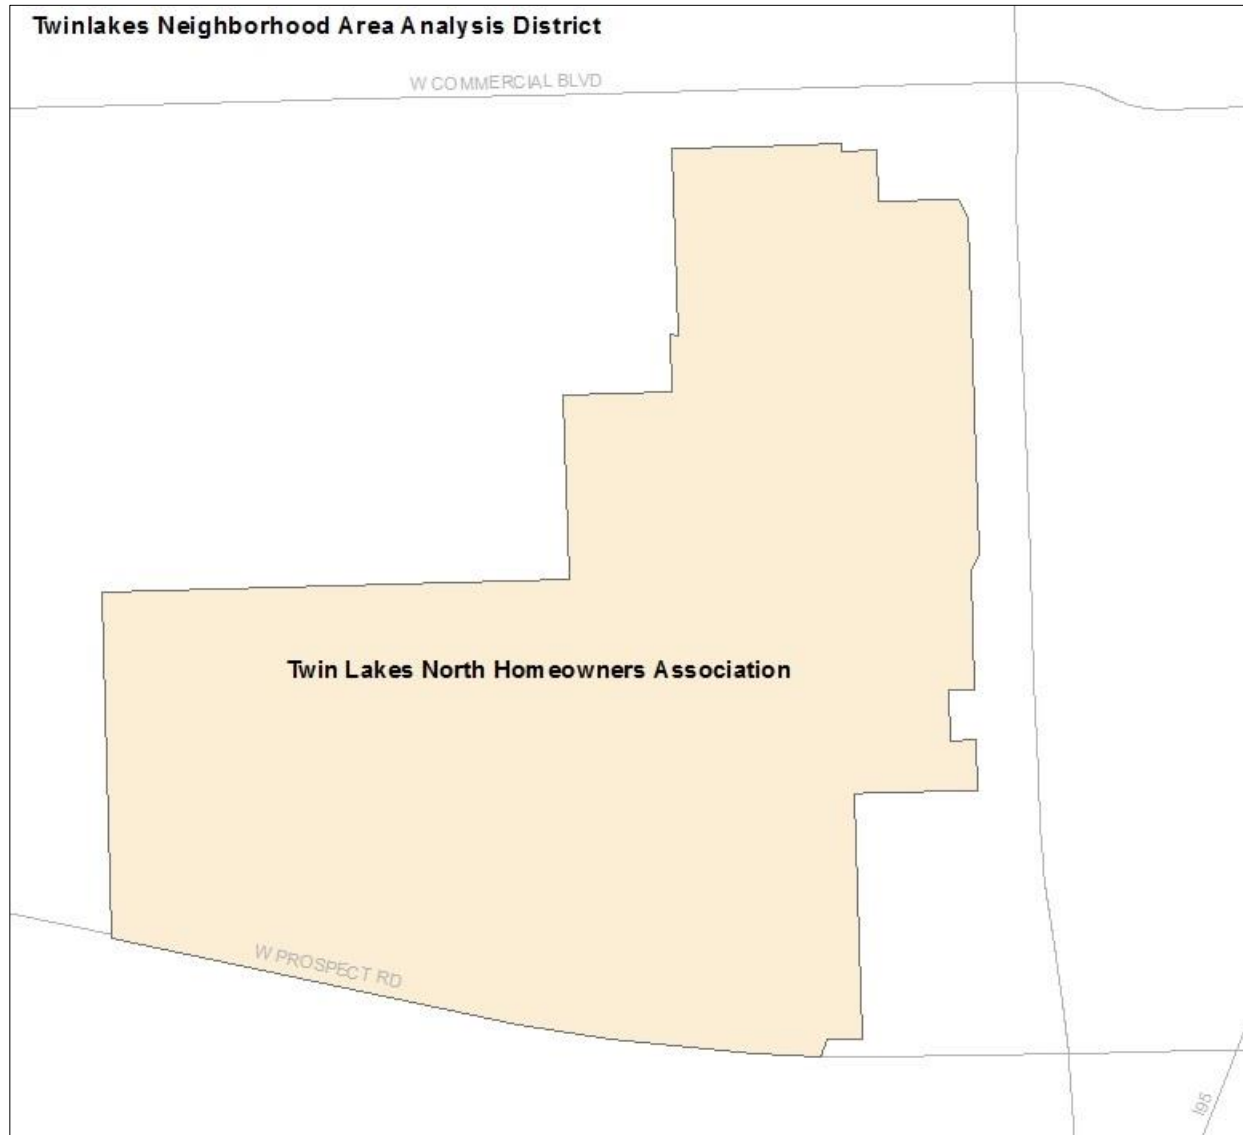 Twinlakes Neighborhood Area Analysis District
W COMMERCIAL BLVD
Twin Lakes North Homeowners Association
W PROSPECT RD
I95